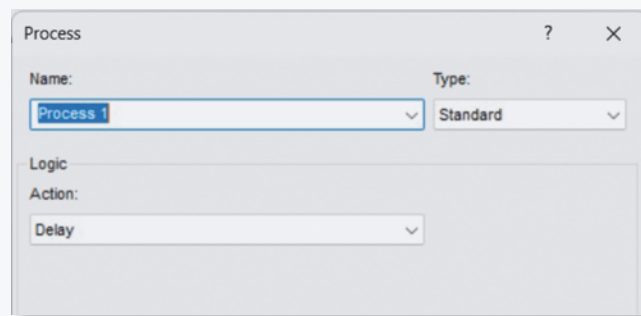 Process ?
Name: Type:
Process 1 Standard
Logic
Action:
Delay